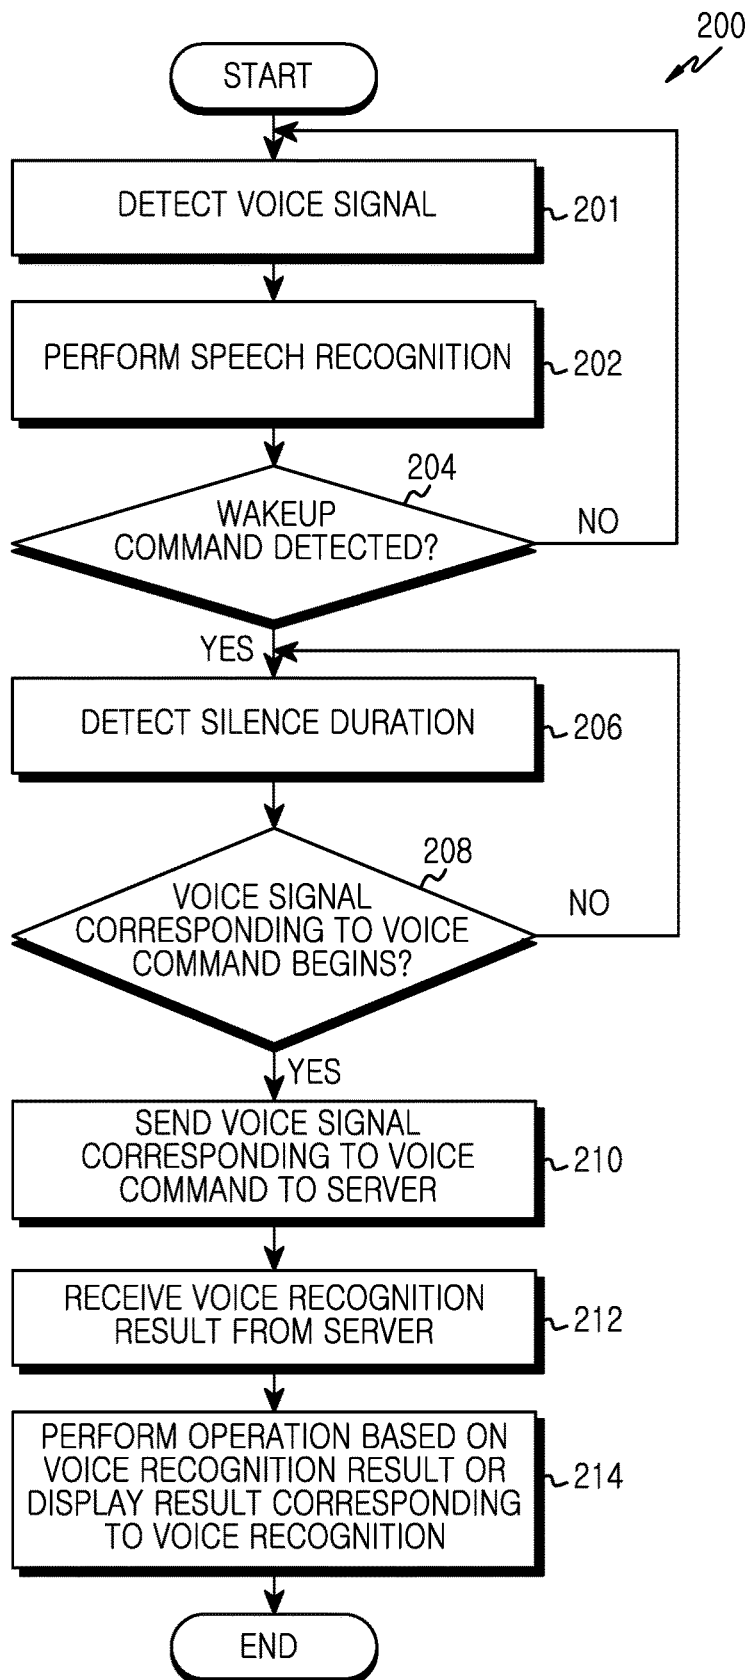 200
START
DETECT VOICE SIGNAL
201
PERFORM SPEECH RECOGNITION
202
204
WAKEUP
COMMAND DETECTED?
NO
YES
DETECT SILENCE DURATION
206
208
VOICE SIGNAL
CORRESPONDING TO VOICE
COMMAND BEGINS?
NO
YES
SEND VOICE SIGNAL
CORRESPONDING TO VOICE
COMMAND TO SERVER
210
RECEIVE VOICE RECOGNITION
RESULT FROM SERVER
212
PERFORM OPERATION BASED ON
VOICE RECOGNITION RESULT OR
DISPLAY RESULT CORRESPONDING
TO VOICE RECOGNITION
214
END